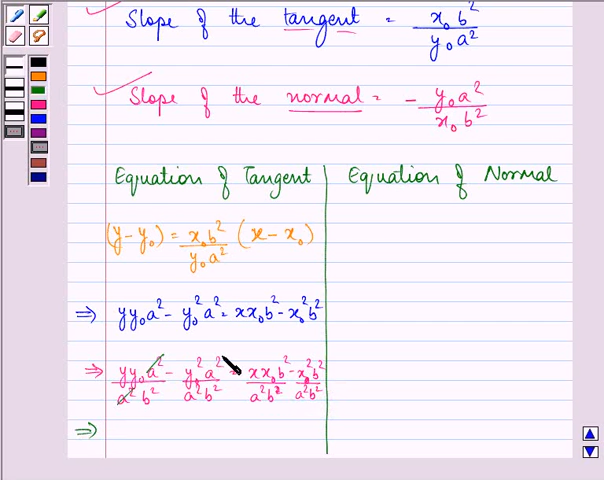 Slope of the tangent = x₀b²/y₀a²
Slope of the normal = - y₀a²/x₀b²
Equation of Tangent
(y - y₀) = x₀b²/y₀a² (x - x₀)
⇒ yy₀a² - y₀²a² = xx₀b² - x₀²b²
⇒ yy₀a²/a²b² - y₀²a²/a²b² = xx₀b²/a²b² - x₀²b²/a²b²
⇒
Equation of Normal